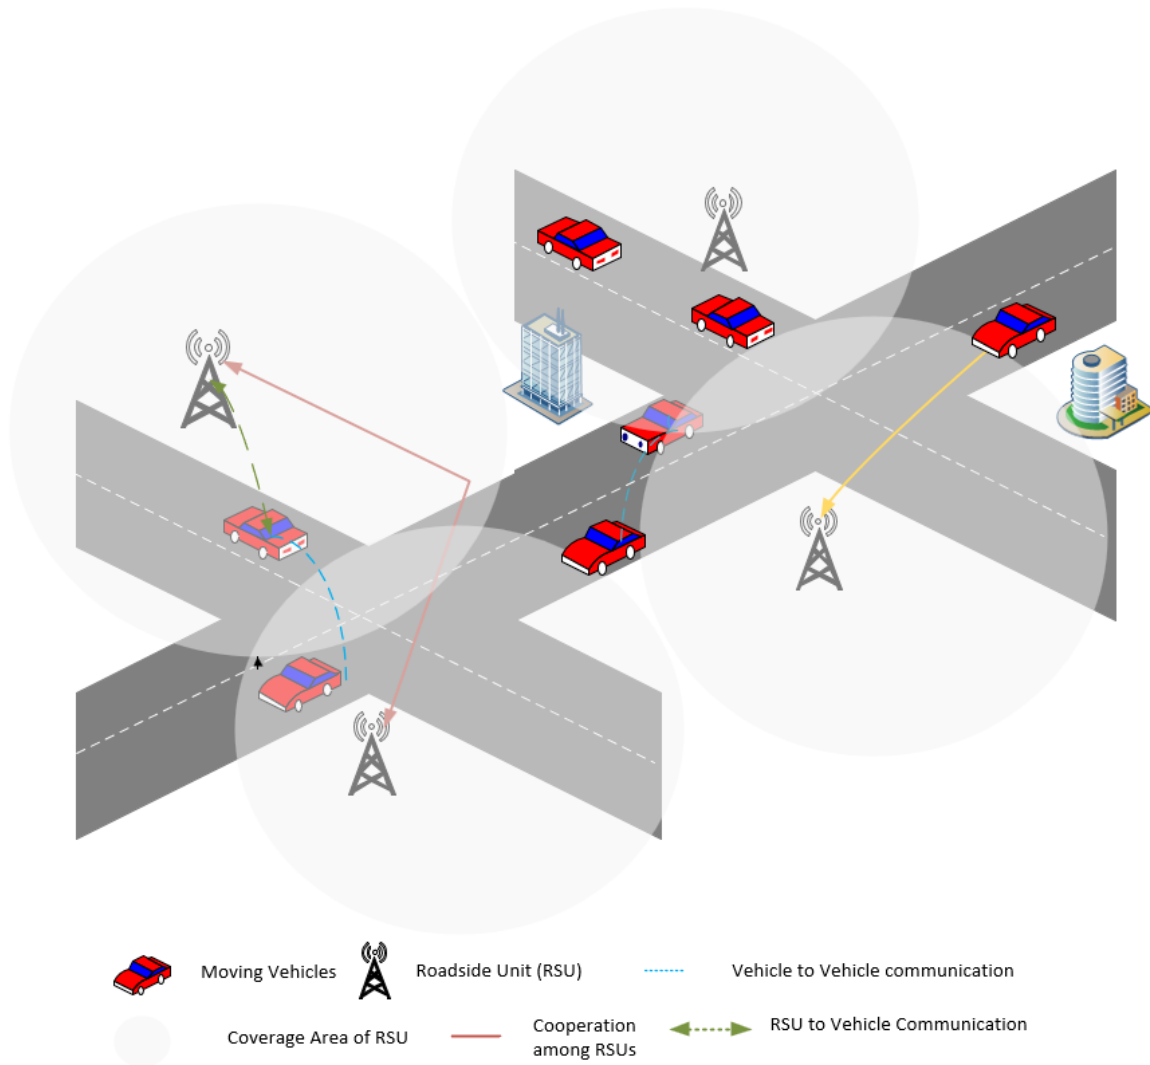 Moving Vehicles
Roadside Unit (RSU)
Vehicle to Vehicle communication
Coverage Area of RSU
Cooperation
among RSUs
RSU to Vehicle Communication